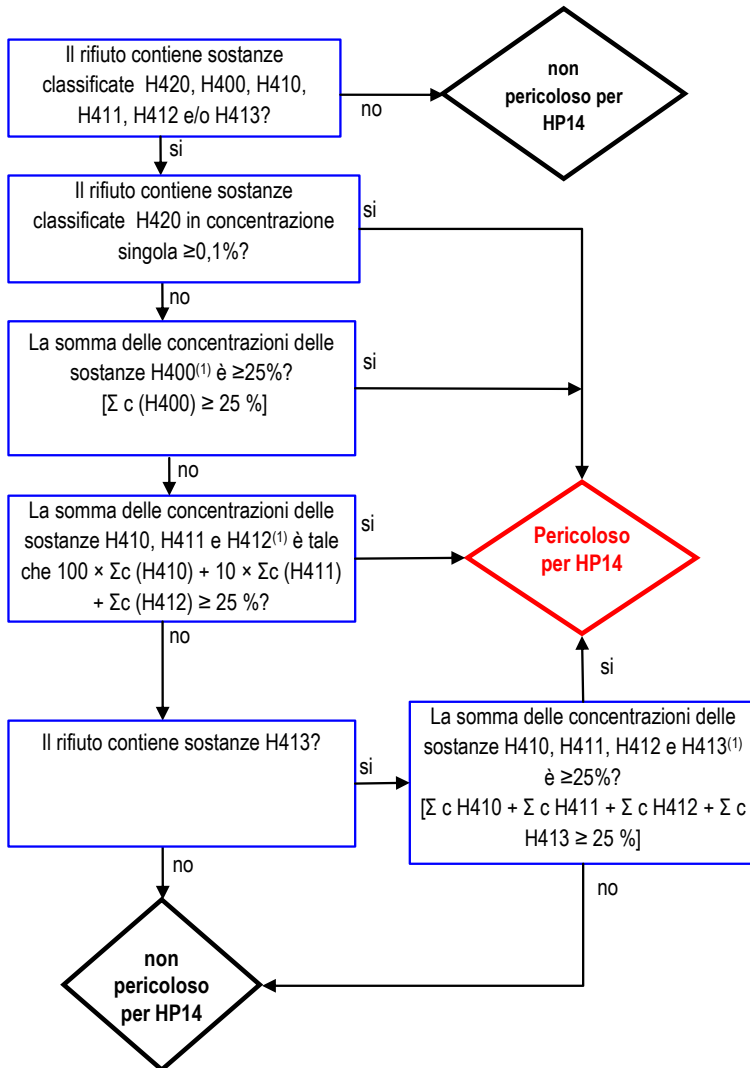 Il rifiuto contiene sostanze
classificate H420, H400, H410,
H411, H412 e/o H413?
no
non
pericoloso per
HP14
si
Il rifiuto contiene sostanze
classificate H420 in concentrazione
singola ≥0,1%?
si
no
La somma delle concentrazioni delle
sostanze H400(1) è ≥25%?
[Σ c (H400) ≥ 25 %]
si
no
La somma delle concentrazioni delle
sostanze H410, H411 e H412(1) è tale
che 100 × Σc (H410) + 10 × Σc (H411)
+ Σc (H412) ≥ 25 %?
si
Pericoloso
per HP14
no
si
Il rifiuto contiene sostanze H413?
si
La somma delle concentrazioni delle
sostanze H410, H411, H412 e H413(1)
è ≥25%?
[Σ c H410 + Σ c H411 + Σ c H412 + Σ c
H413 ≥ 25 %]
no
no
non
pericoloso
per HP14